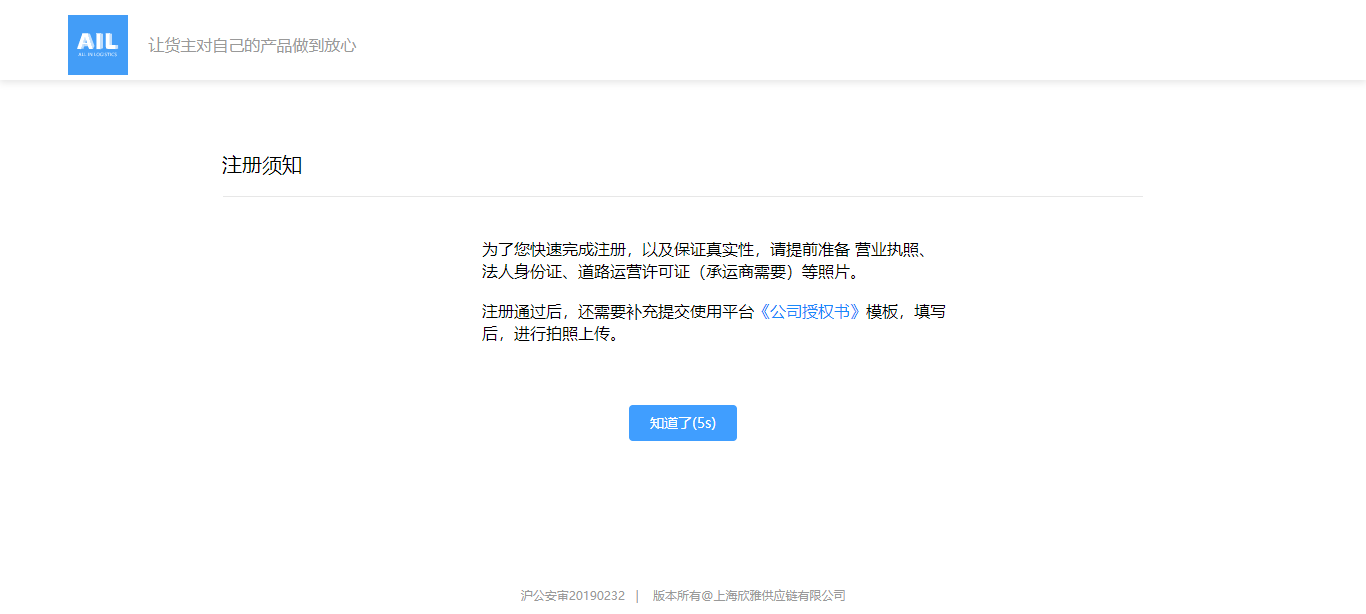 AIL
ALL IN LOGISTICS
让货主对自己的产品做到放心
注册须知
为了您快速完成注册，以及保证真实性，请提前准备 营业执照、
法人身份证、道路运营许可证（承运商需要）等照片。
注册通过后，还需要补充提交使用平台《公司授权书》模板，填写
后，进行拍照上传。
知道了(5s)
沪公安审20190232 | 版本所有@上海欣雅供应链有限公司